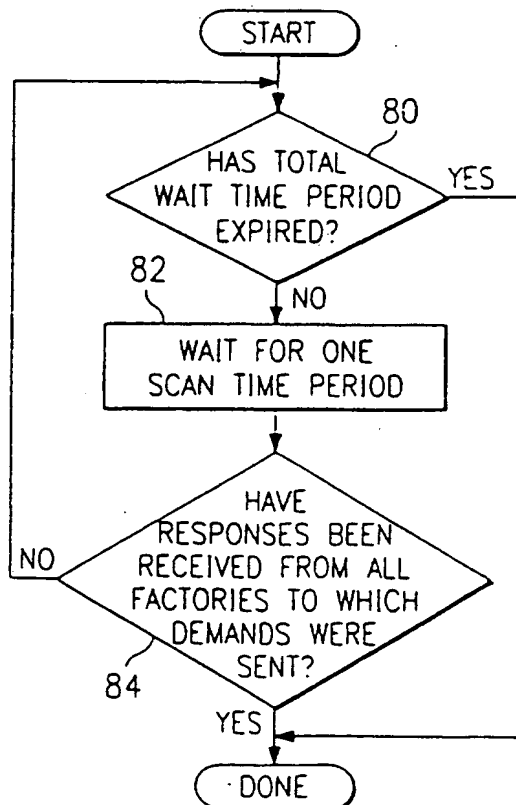 START
80
HAS TOTAL
WAIT TIME PERIOD
EXPIRED?
YES
82
NO
WAIT FOR ONE
SCAN TIME PERIOD
HAVE
RESPONSES BEEN
RECEIVED FROM ALL
FACTORIES TO WHICH
DEMANDS WERE
SENT?
NO
84
YES
DONE